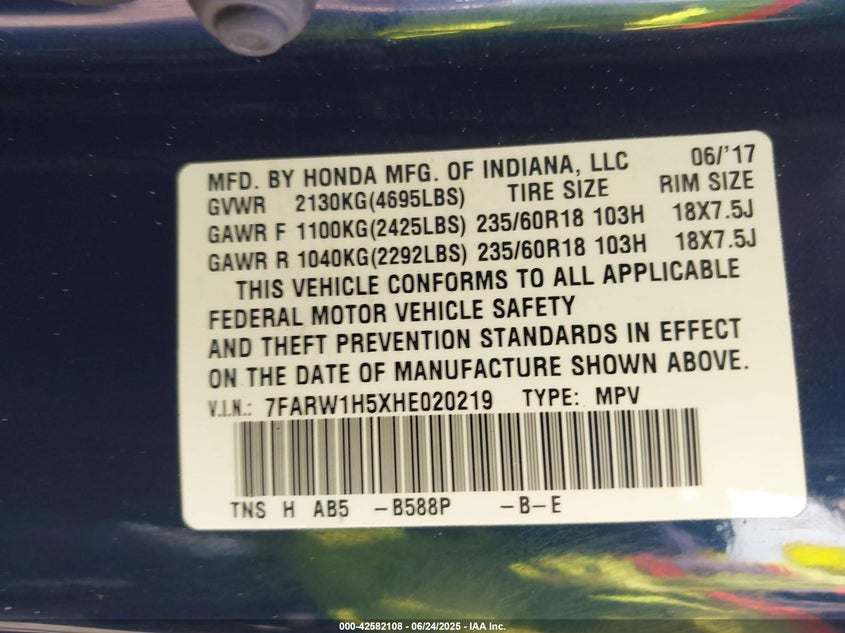 MFD. BY HONDA MFG. OF INDIANA, LLC 06/'17
GVWR 2130KG(4695LBS) TIRE SIZE RIM SIZE
GAWR F 1100KG(2425LBS) 235/60R18 103H 18X7.5J
GAWR R 1040KG(2292LBS) 235/60R18 103H 18X7.5J
THIS VEHICLE CONFORMS TO ALL APPLICABLE
FEDERAL MOTOR VEHICLE SAFETY
AND THEFT PREVENTION STANDARDS IN EFFECT
ON THE DATE OF MANUFACTURE SHOWN ABOVE.
V.I.N.: 7FARW1H5XHE020219 TYPE: MPV
TNS H AB5 -B588P -B-E
000-42582108 - 06/24/2025 - IAA Inc.